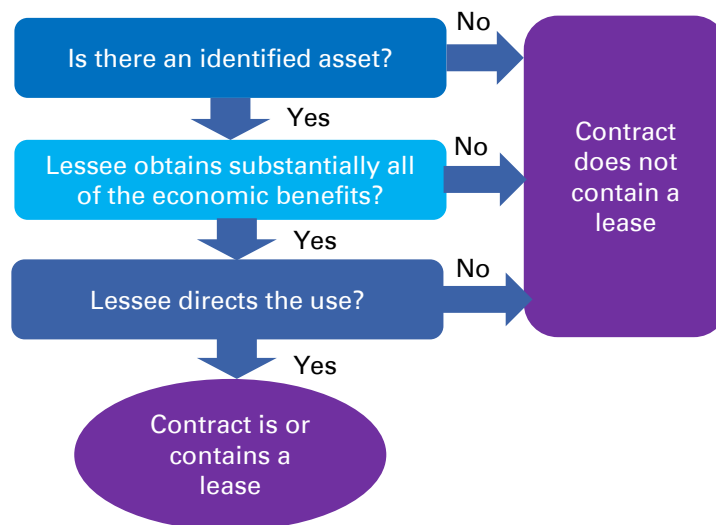 Is there an identified asset?
No
Yes
Lessee obtains substantially all
of the economic benefits?
No
Yes
Lessee directs the use?
No
Yes
Contract is or
contains a
lease
Contract
does not
contain a
lease